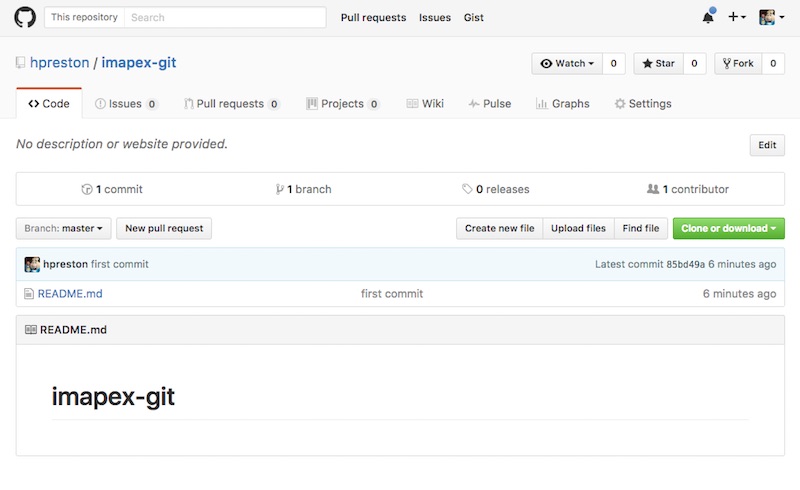 This repository Search Pull requests Issues Gist
hpreston / imapex-git Watch 0 Star 0 Fork 0
Code Issues 0 Pull requests 0 Projects 0 Wiki Pulse Graphs Settings
No description or website provided. Edit
1 commit 1 branch 0 releases 1 contributor
Branch: master New pull request Create new file Upload files Find file Clone or download
hpreston first commit Latest commit 85bd49a 6 minutes ago
README.md first commit 6 minutes ago
README.md
imapex-git